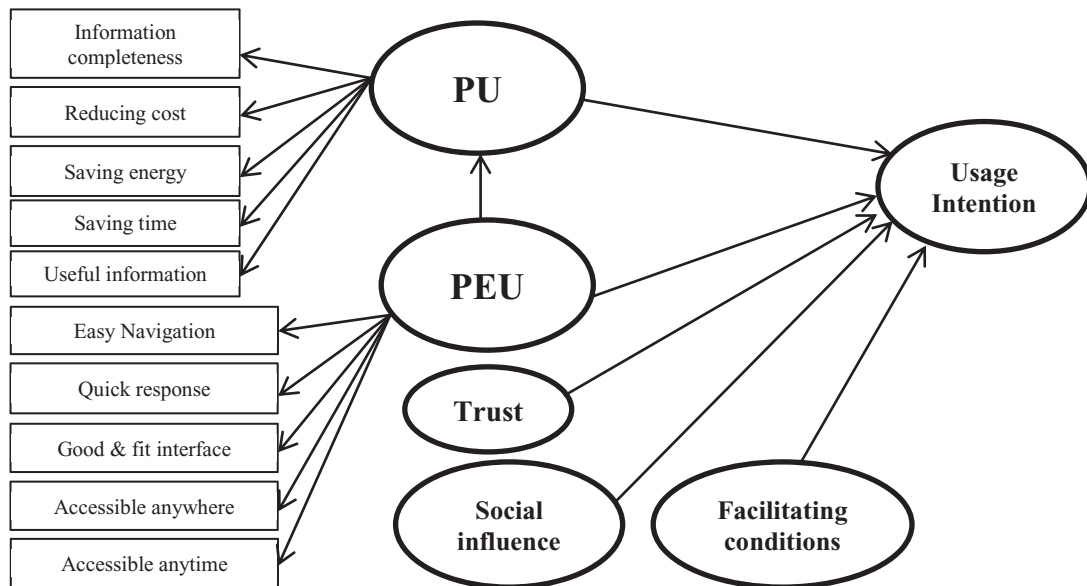 Information
completeness
Reducing cost
Saving energy
Saving time
Useful information
Easy Navigation
Quick response
Good & fit interface
Accessible anywhere
Accessible anytime
PU
PEU
Trust
Social
influence
Facilitating
conditions
Usage
Intention